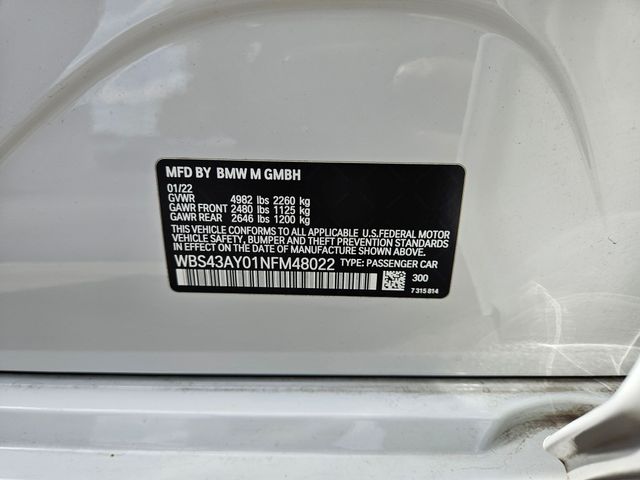 MFD BY BMW M GMBH
01/22
GVWR 4982 lbs 2260 kg
GAWR FRONT 2480 lbs 1125 kg
GAWR REAR 2646 lbs 1200 kg
THIS VEHICLE CONFORMS TO ALL APPLICABLE U.S.FEDERAL MOTOR
VEHICLE SAFETY, BUMPER AND THEFT PREVENTION STANDARDS
IN EFFECT ON THE DATE OF MANUFACTURE SHOWN ABOVE.
WBS43AY01NFM48022 TYPE: PASSENGER CAR
300
7 315 814